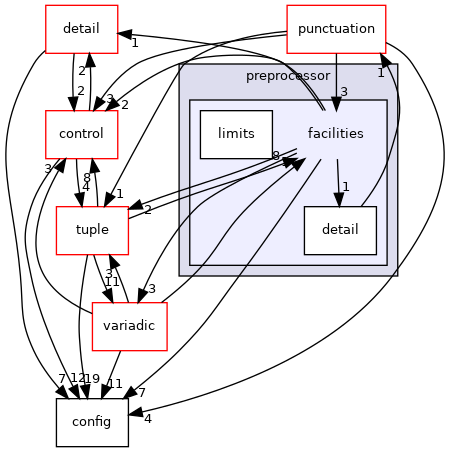 detail
punctuation
1
2
3
2
2
3
1
preprocessor
control
limits
facilities
3
8
8
4
1
1
2
tuple
detail
3
11
3
variadic
7
12
19
11
7
4
config